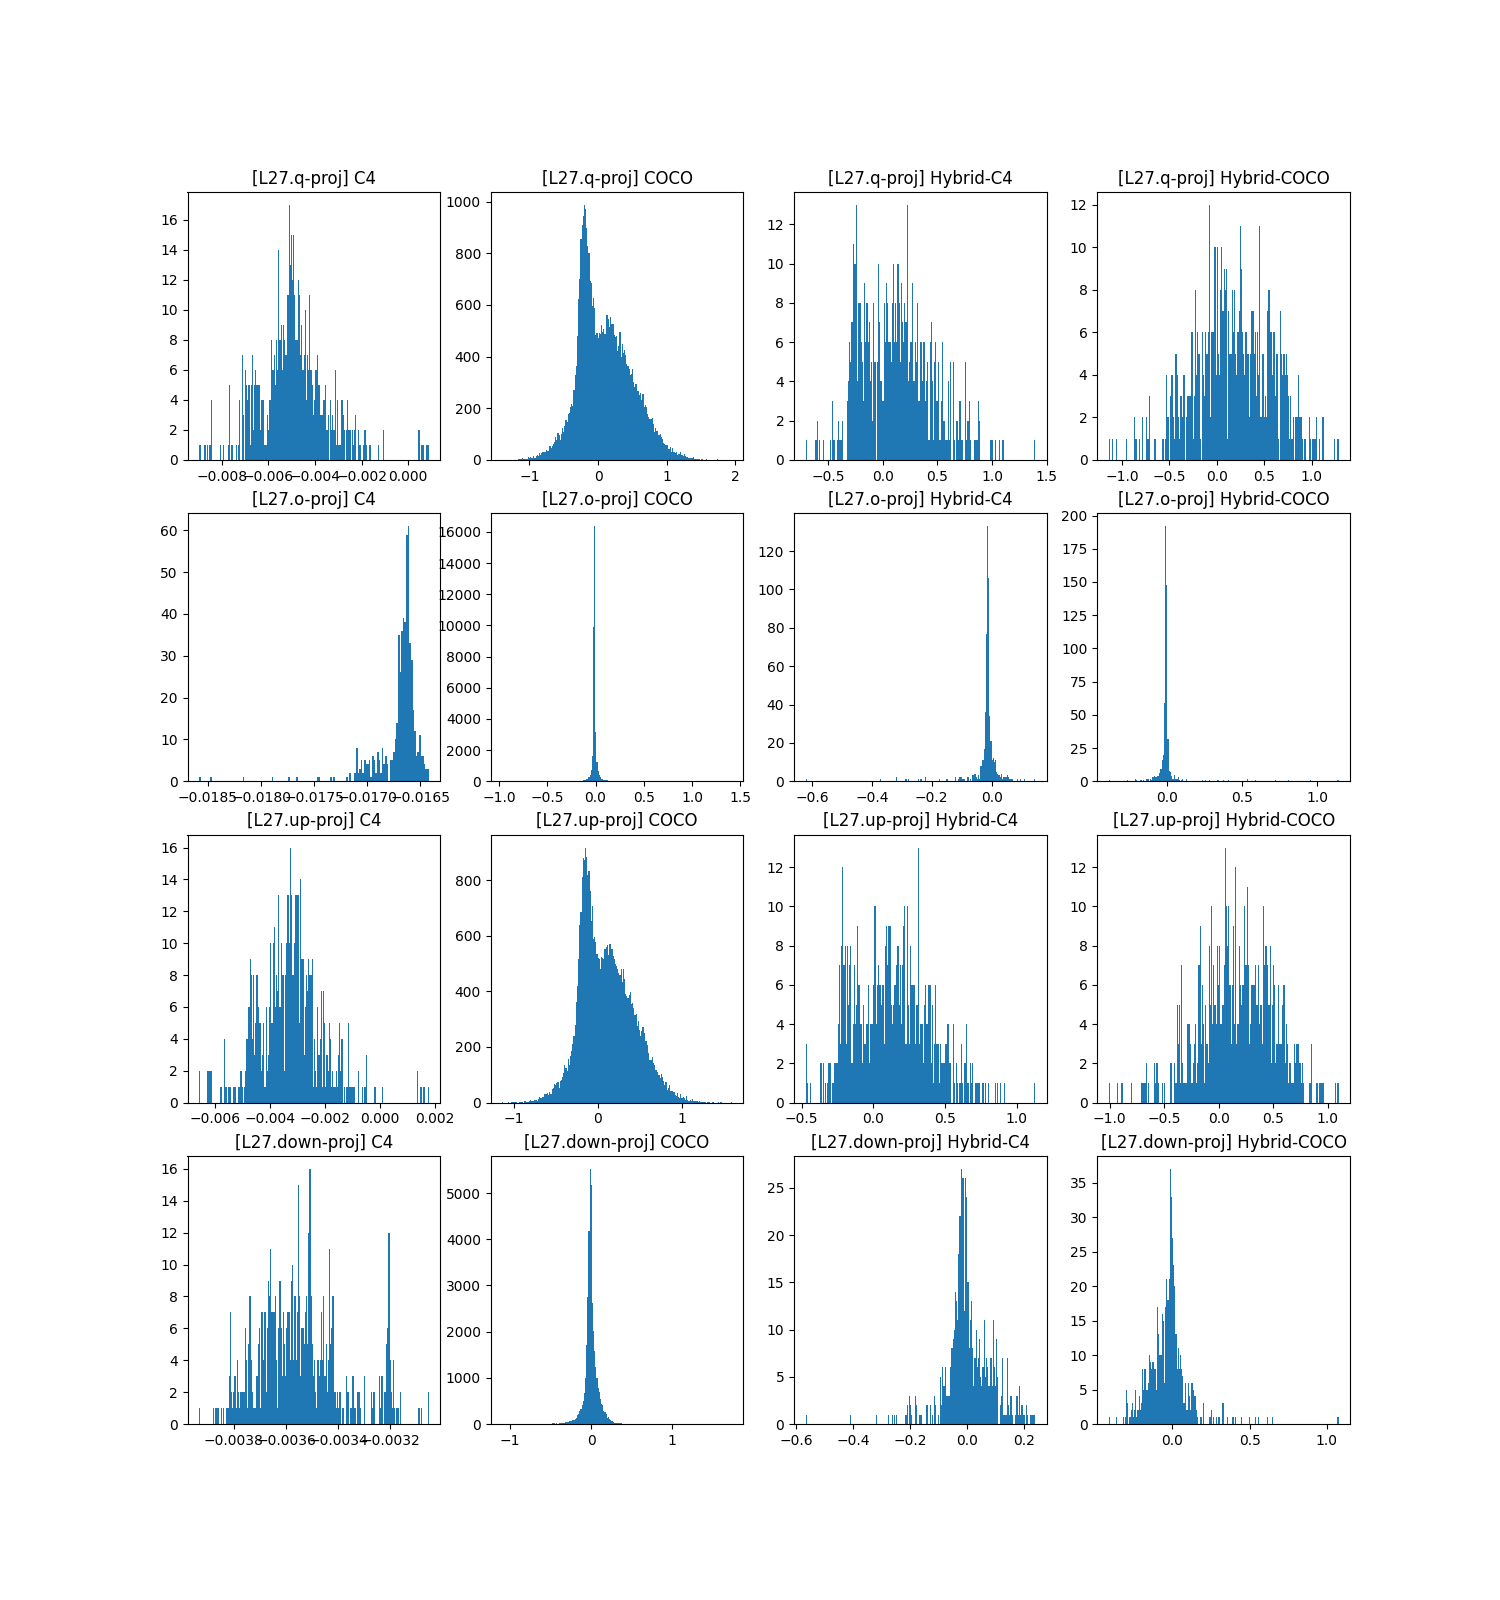 [L27.q-proj] C4 [L27.q-proj] COCO [L27.q-proj] Hybrid-C4 [L27.q-proj] Hybrid-COCO
16 14 12 10 8 6 4 2 0
−0.008 −0.006 −0.004 −0.002 0.000
1000 800 600 400 200 0
−1 0 1 2
12 10 8 6 4 2 0
−0.5 0.0 0.5 1.0 1.5
12 10 8 6 4 2 0
−1.0 −0.5 0.0 0.5 1.0
[L27.o-proj] C4 [L27.o-proj] COCO [L27.o-proj] Hybrid-C4 [L27.o-proj] Hybrid-COCO
60 50 40 30 20 10 0
−0.0185 −0.0180 −0.0175 −0.0170 −0.0165
16000 14000 12000 10000 8000 6000 4000 2000 0
−1.0 −0.5 0.0 0.5 1.0 1.5
120 100 80 60 40 20 0
−0.6 −0.4 −0.2 0.0
200 175 150 125 100 75 50 25 0
0.0 0.5 1.0
[L27.up-proj] C4 [L27.up-proj] COCO [L27.up-proj] Hybrid-C4 [L27.up-proj] Hybrid-COCO
16 14 12 10 8 6 4 2 0
−0.006 −0.004 −0.002 0.000 0.002
800 600 400 200 0
−1 0 1
12 10 8 6 4 2 0
−0.5 0.0 0.5 1.0
12 10 8 6 4 2 0
−1.0 −0.5 0.0 0.5 1.0
[L27.down-proj] C4 [L27.down-proj] COCO [L27.down-proj] Hybrid-C4 [L27.down-proj] Hybrid-COCO
16 14 12 10 8 6 4 2 0
−0.0038 −0.0036 −0.0034 −0.0032
5000 4000 3000 2000 1000 0
−1 0 1
25 20 15 10 5 0
−0.6 −0.4 −0.2 0.0 0.2
35 30 25 20 15 10 5 0
0.0 0.5 1.0